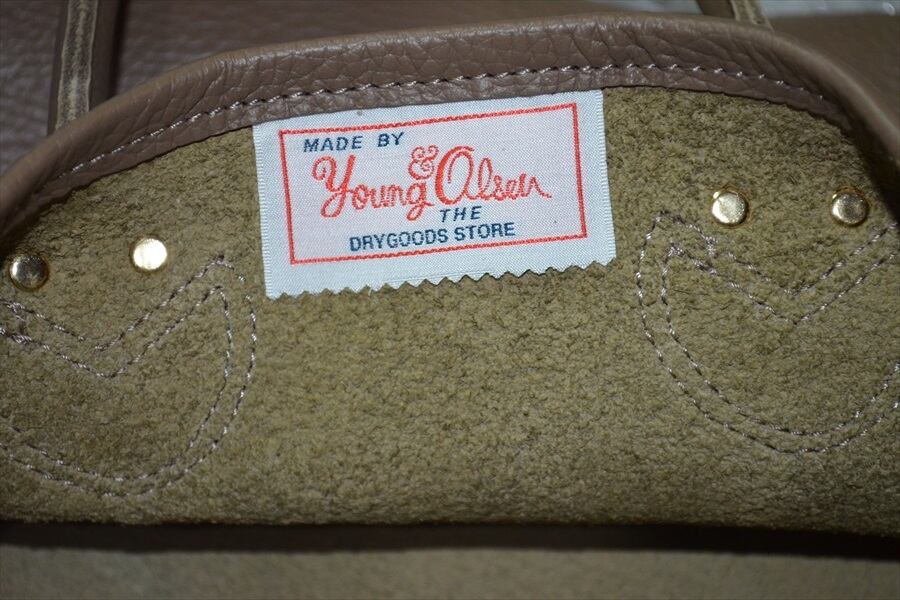 MADE BY
Young & Olsen
THE
DRYGOODS STORE